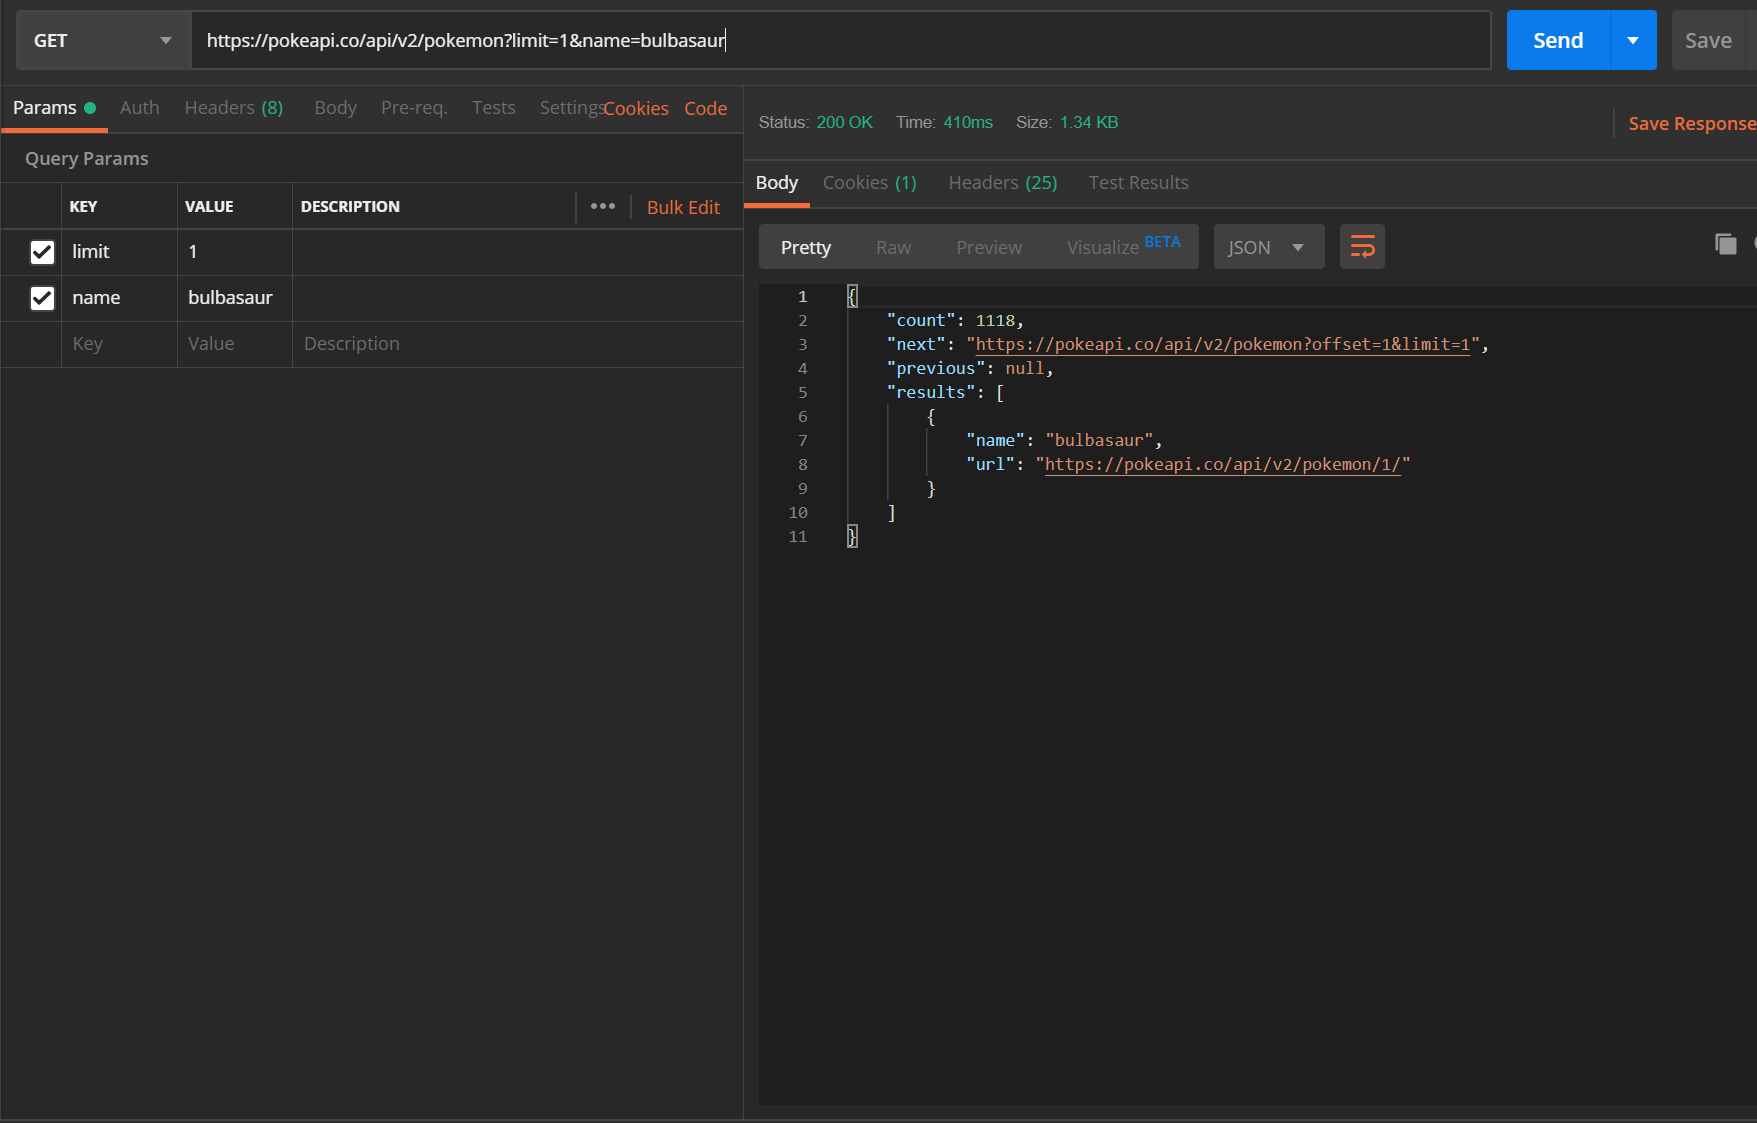 GET https://pokeapi.co/api/v2/pokemon?limit=1&name=bulbasaur Send Save
Params Auth Headers (8) Body Pre-req. Tests Settings Cookies Code
Query Params
KEY VALUE DESCRIPTION ••• Bulk Edit
limit 1
name bulbasaur
Key Value Description
Status: 200 OK Time: 410ms Size: 1.34 KB Save Response
Body Cookies (1) Headers (25) Test Results
Pretty Raw Preview Visualize BETA JSON
1 {
2 "count": 1118,
3 "next": "https://pokeapi.co/api/v2/pokemon?offset=1&limit=1",
4 "previous": null,
5 "results": [
6 {
7 "name": "bulbasaur",
8 "url": "https://pokeapi.co/api/v2/pokemon/1/"
9 }
10 ]
11 }